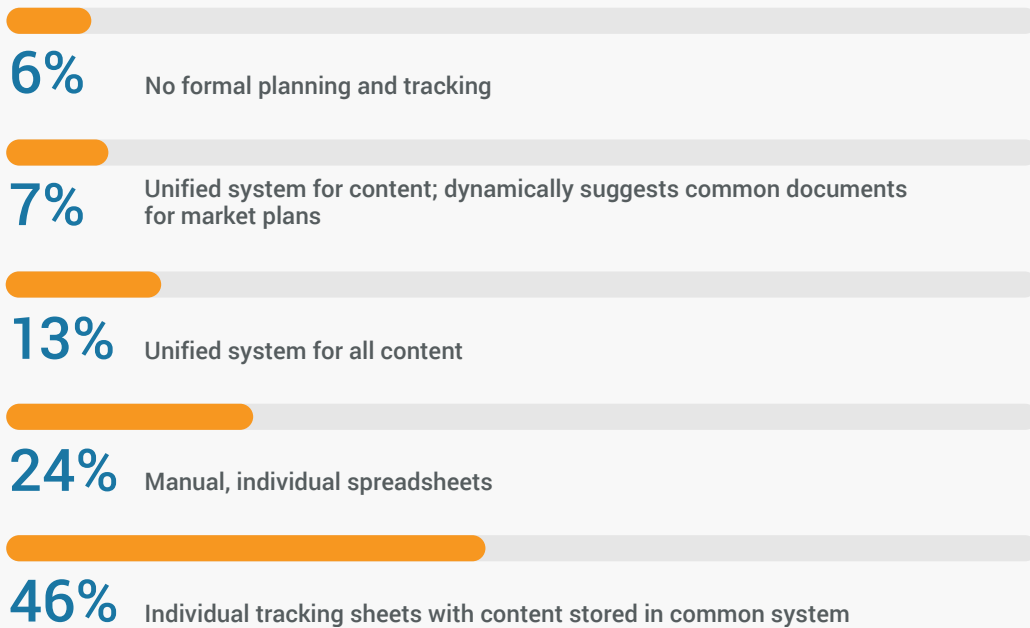 6%
No formal planning and tracking
7%
Unified system for content; dynamically suggests common documents
for market plans
13%
Unified system for all content
24%
Manual, individual spreadsheets
46%
Individual tracking sheets with content stored in common system